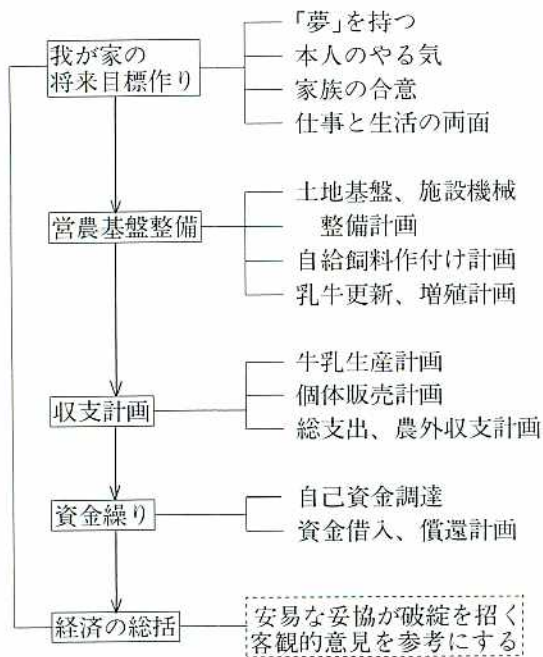 我が家の
将来目標作り
「夢」を持つ
本人のやる気
家族の合意
仕事と生活の両面
営農基盤整備
土地基盤、施設機械
整備計画
自給飼料作付け計画
乳牛更新、増殖計画
収支計画
牛乳生産計画
個体販売計画
総支出、農外収支計画
資金繰り
自己資金調達
資金借入、償還計画
経済の総括
安易な妥協が破綻を招く
客観的意見を参考にする